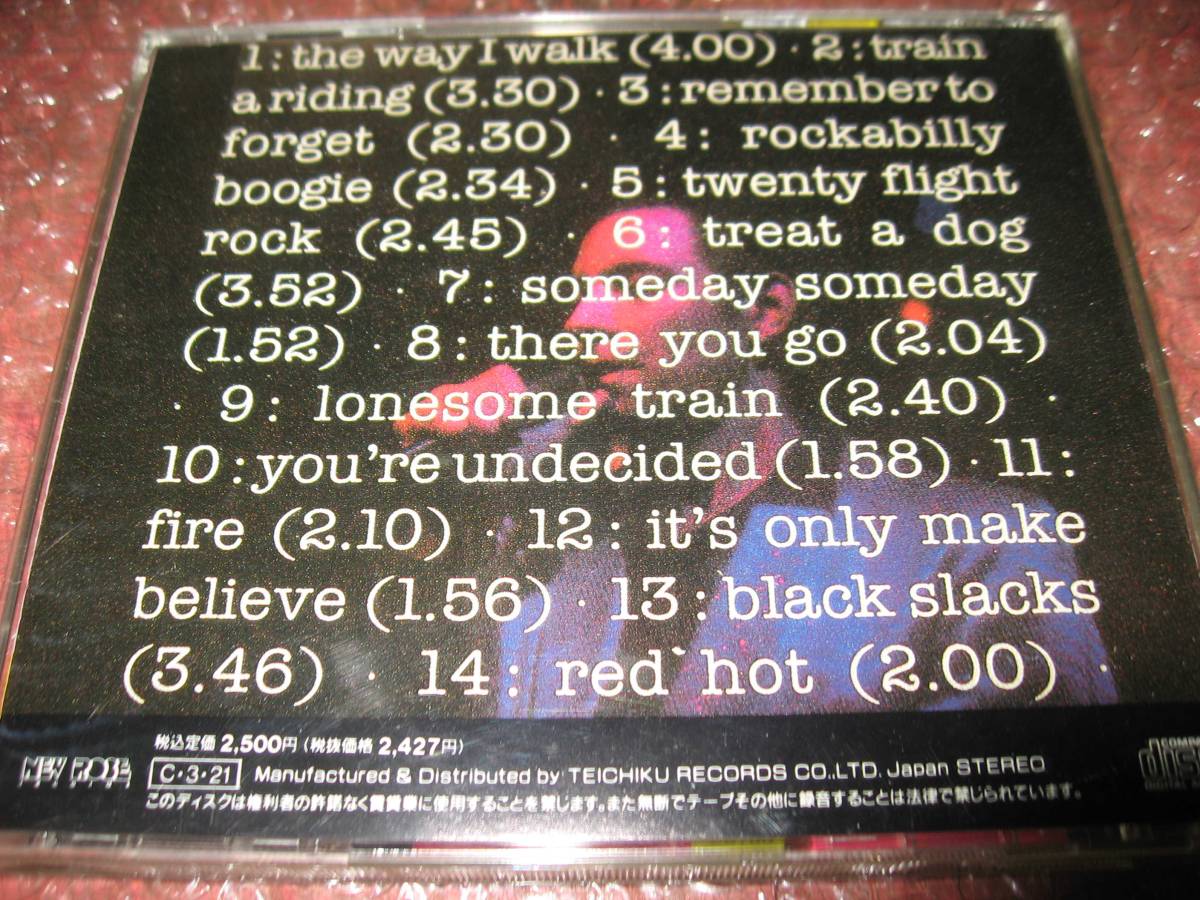 1 : the way I walk (4.00) · 2 : train
a riding (3.30) · 3 : remember to
forget (2.30) · 4 : rockabilly
boogie (2.34) · 5 : twenty flight
rock (2.45) · 6 : treat a dog
(3.52) · 7 : someday someday
(1.52) · 8 : there you go (2.04)
· 9 : lonesome train (2.40) ·
10 : you're undecided (1.58) · 11 :
fire (2.10) · 12 : it's only make
believe (1.56) · 13 : black slacks
(3.46) · 14 : red hot (2.00) ·
税込定価 2,500円 (税抜価格 2,427円)
NEW ROSE C・3・21 Manufactured & Distributed by TEICHIKU RECORDS CO.,LTD. Japan STEREO
このディスクは権利者の許諾なく賃貸業に使用することを禁じます。また無断でテープその他に録音することは法律で禁じられています。